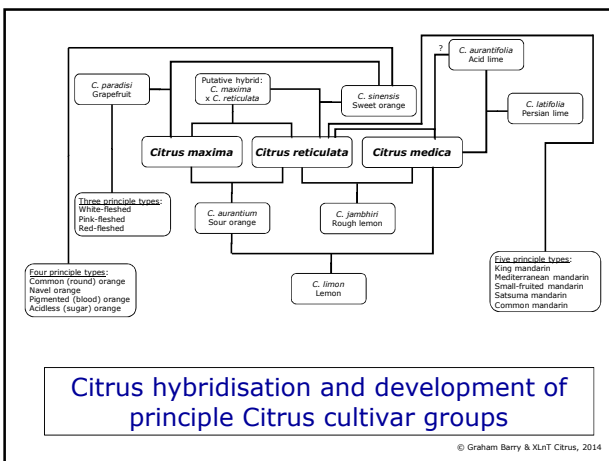 ?
C. aurantifolia
Acid lime
C. paradisi
Grapefruit
Putative hybrid:
C. maxima
x C. reticulata
C. sinensis
Sweet orange
C. latifolia
Persian lime
Citrus maxima
Citrus reticulata
Citrus medica
Three principle types:
White-fleshed
Pink-fleshed
Red-fleshed
C. aurantium
Sour orange
C. jambhiri
Rough lemon
Four principle types:
Common (round) orange
Navel orange
Pigmented (blood) orange
Acidless (sugar) orange
C. limon
Lemon
Five principle types:
King mandarin
Mediterranean mandarin
Small-fruited mandarin
Satsuma mandarin
Common mandarin
Citrus hybridisation and development of
principle Citrus cultivar groups
© Graham Barry & XLnT Citrus, 2014